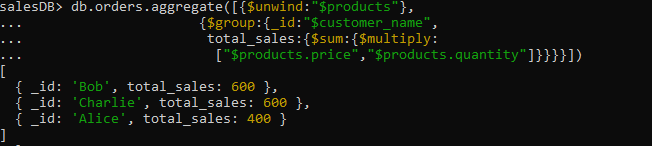 salesDB> db.orders.aggregate([{$unwind:"$products"},
... {$group:{_id:"$customer_name",
... total_sales:{$sum:{$multiply:
... ["$products.price","$products.quantity"]}}}}])
[
{ _id: 'Bob', total_sales: 600 },
{ _id: 'Charlie', total_sales: 600 },
{ _id: 'Alice', total_sales: 400 }
]